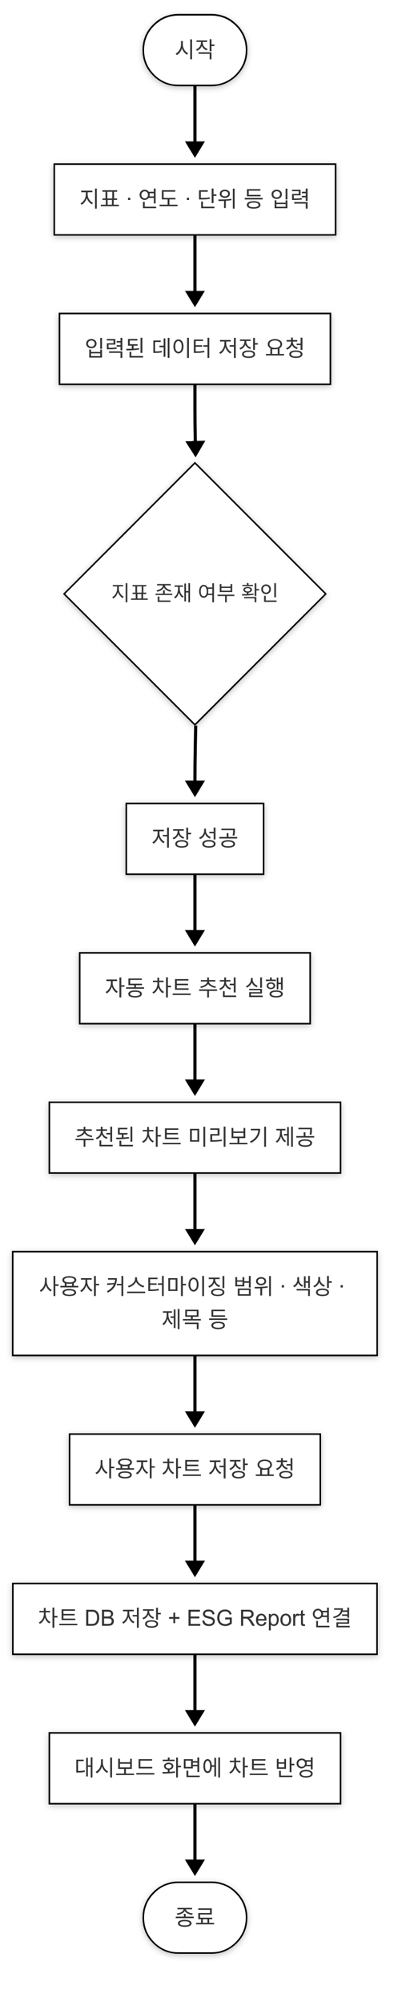 시작
지표 · 연도 · 단위 등 입력
입력된 데이터 저장 요청
지표 존재 여부 확인
저장 성공
자동 차트 추천 실행
추천된 차트 미리보기 제공
사용자 커스터마이징 범위 · 색상 ·
제목 등
사용자 차트 저장 요청
차트 DB 저장 + ESG Report 연결
대시보드 화면에 차트 반영
종료